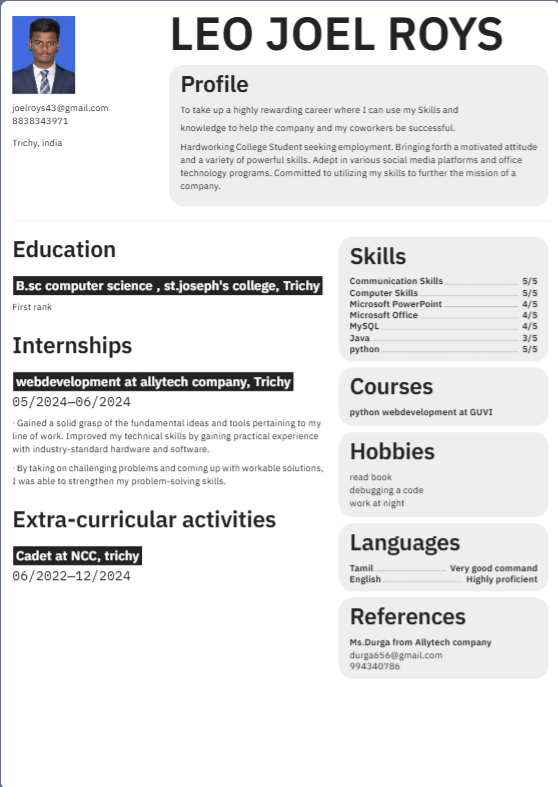 LEO JOEL ROYS
joelroys43@gmail.com
8838343971
Trichy, india
Profile
To take up a highly rewarding career where I can use my Skills and
knowledge to help the company and my coworkers be successful.
Hardworking College Student seeking employment. Bringing forth a motivated attitude
and a variety of powerful skills. Adept in various social media platforms and office
technology programs. Committed to utilizing my skills to further the mission of a
company.
Education
B.sc computer science , st.joseph's college, Trichy
First rank
Internships
webdevelopment at allytech company, Trichy
05/2024—06/2024
· Gained a solid grasp of the fundamental ideas and tools pertaining to my
line of work. Improved my technical skills by gaining practical experience
with industry-standard hardware and software.
· By taking on challenging problems and coming up with workable solutions,
I was able to strengthen my problem-solving skills.
Extra-curricular activities
Cadet at NCC, trichy
06/2022—12/2024
Skills
Communication Skills 5/5
Computer Skills 5/5
Microsoft PowerPoint 4/5
Microsoft Office 4/5
MySQL 4/5
Java 3/5
python 5/5
Courses
python webdevelopment at GUVI
Hobbies
read book
debugging a code
work at night
Languages
Tamil Very good command
English Highly proficient
References
Ms.Durga from Allytech company
durga656@gmail.com
994340786